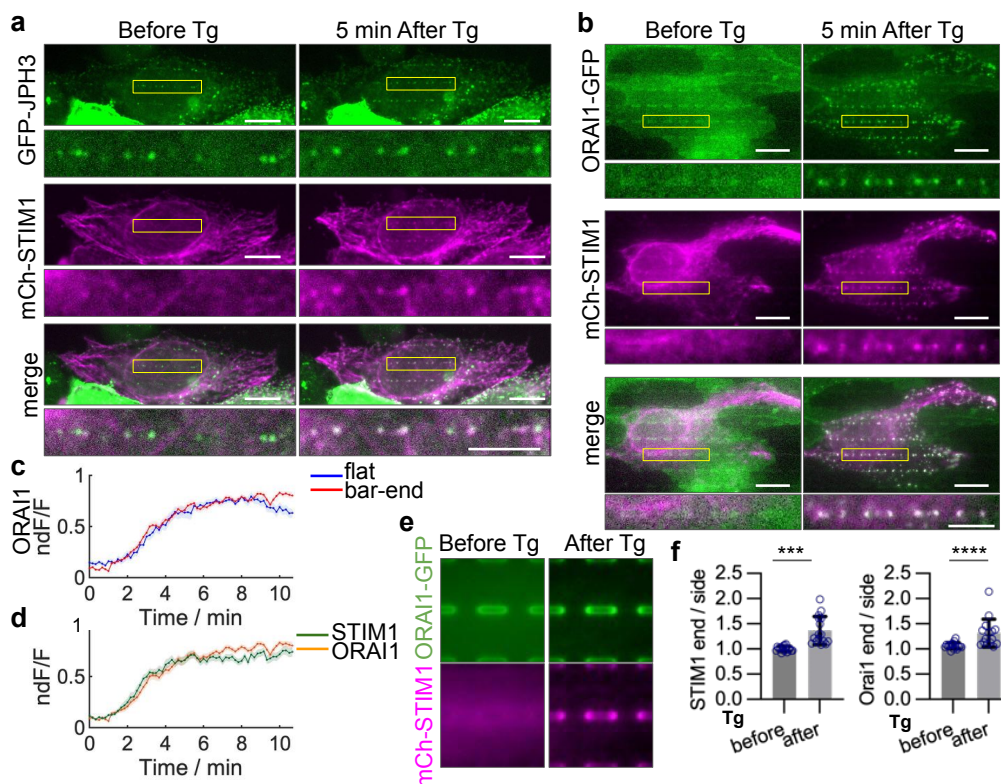 a
Before Tg
5 min After Tg
GFP-JPH3
mCh-STIM1
merge
b
Before Tg
5 min After Tg
ORAI1-GFP
mCh-STIM1
merge
c
flat
bar-end
ORAI1
ndF/F
1
0.5
0
0 2 4 6 8 10
Time / min
d
STIM1
ORAI1
ndF/F
1
0.5
0
0 2 4 6 8 10
Time / min
e
Before Tg
After Tg
ORAI1-GFP
mCh-STIM1
f
***
STIM1 end / side
2.5
2.0
1.5
1.0
0.5
0.0
Tg
before
after
****
Orai1 end / side
2.5
2.0
1.5
1.0
0.5
0.0
Tg
before
after